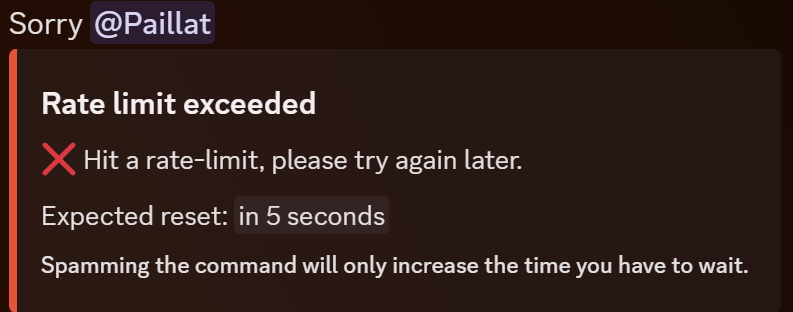 Sorry @Paillat
Rate limit exceeded
❌ Hit a rate-limit, please try again later.
Expected reset: in 5 seconds
Spamming the command will only increase the time you have to wait.